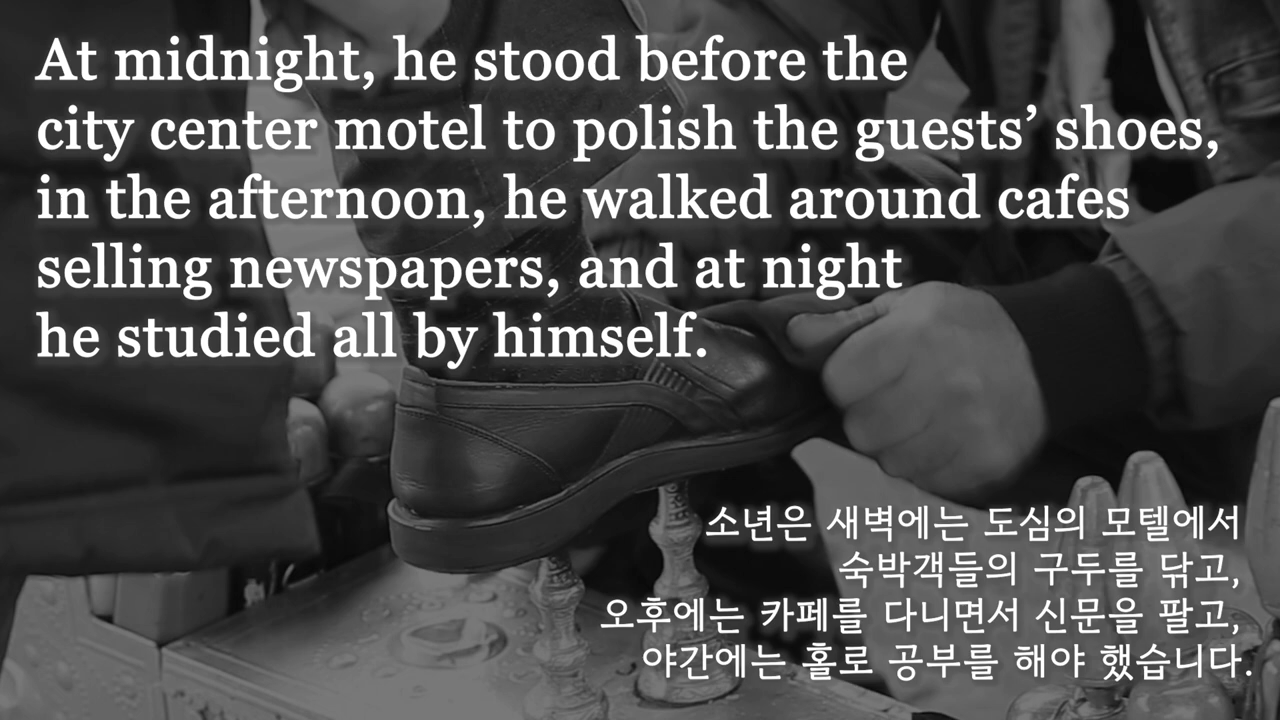 At midnight, he stood before the
city center motel to polish the guests’ shoes,
in the afternoon, he walked around cafes
selling newspapers, and at night
he studied all by himself.
소년은 새벽에는 도심의 모텔에서
숙박객들의 구두를 닦고,
오후에는 카페를 다니면서 신문을 팔고,
야간에는 홀로 공부를 해야 했습니다.